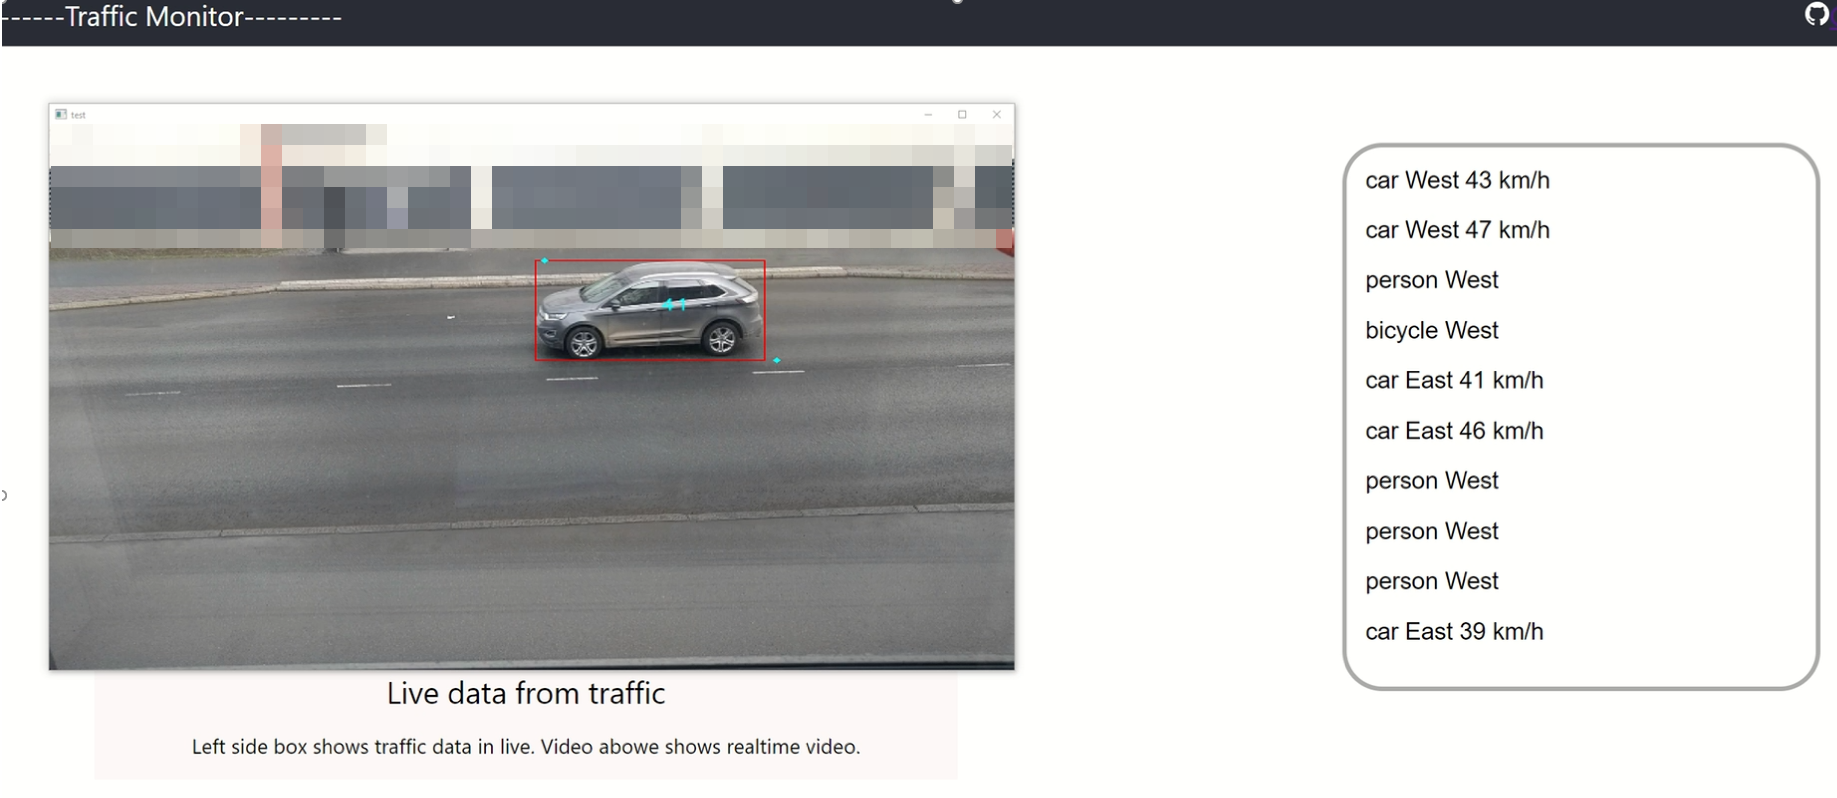 ------Traffic Monitor---------
test
41
car West 43 km/h
car West 47 km/h
person West
bicycle West
car East 41 km/h
car East 46 km/h
person West
person West
person West
car East 39 km/h
Live data from traffic
Left side box shows traffic data in live. Video abowe shows realtime video.